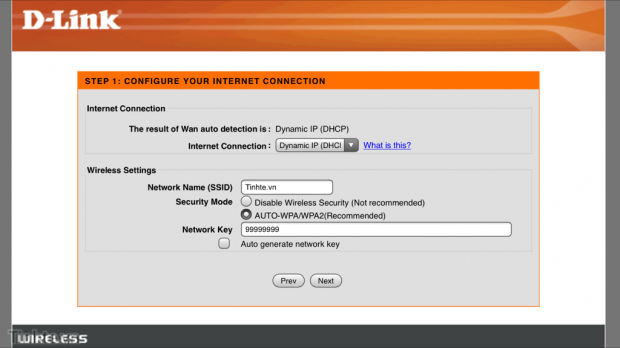 D-Link
STEP 1: CONFIGURE YOUR INTERNET CONNECTION
Internet Connection
The result of Wan auto detection is : Dynamic IP (DHCP)
Internet Connection : Dynamic IP (DHCI What is this?
Wireless Settings
Network Name (SSID) Tinhte.vn
Security Mode Disable Wireless Security (Not recommended)
AUTO-WPA/WPA2(Recommended)
Network Key 99999999
Auto generate network key
Prev Next
WIRELESS